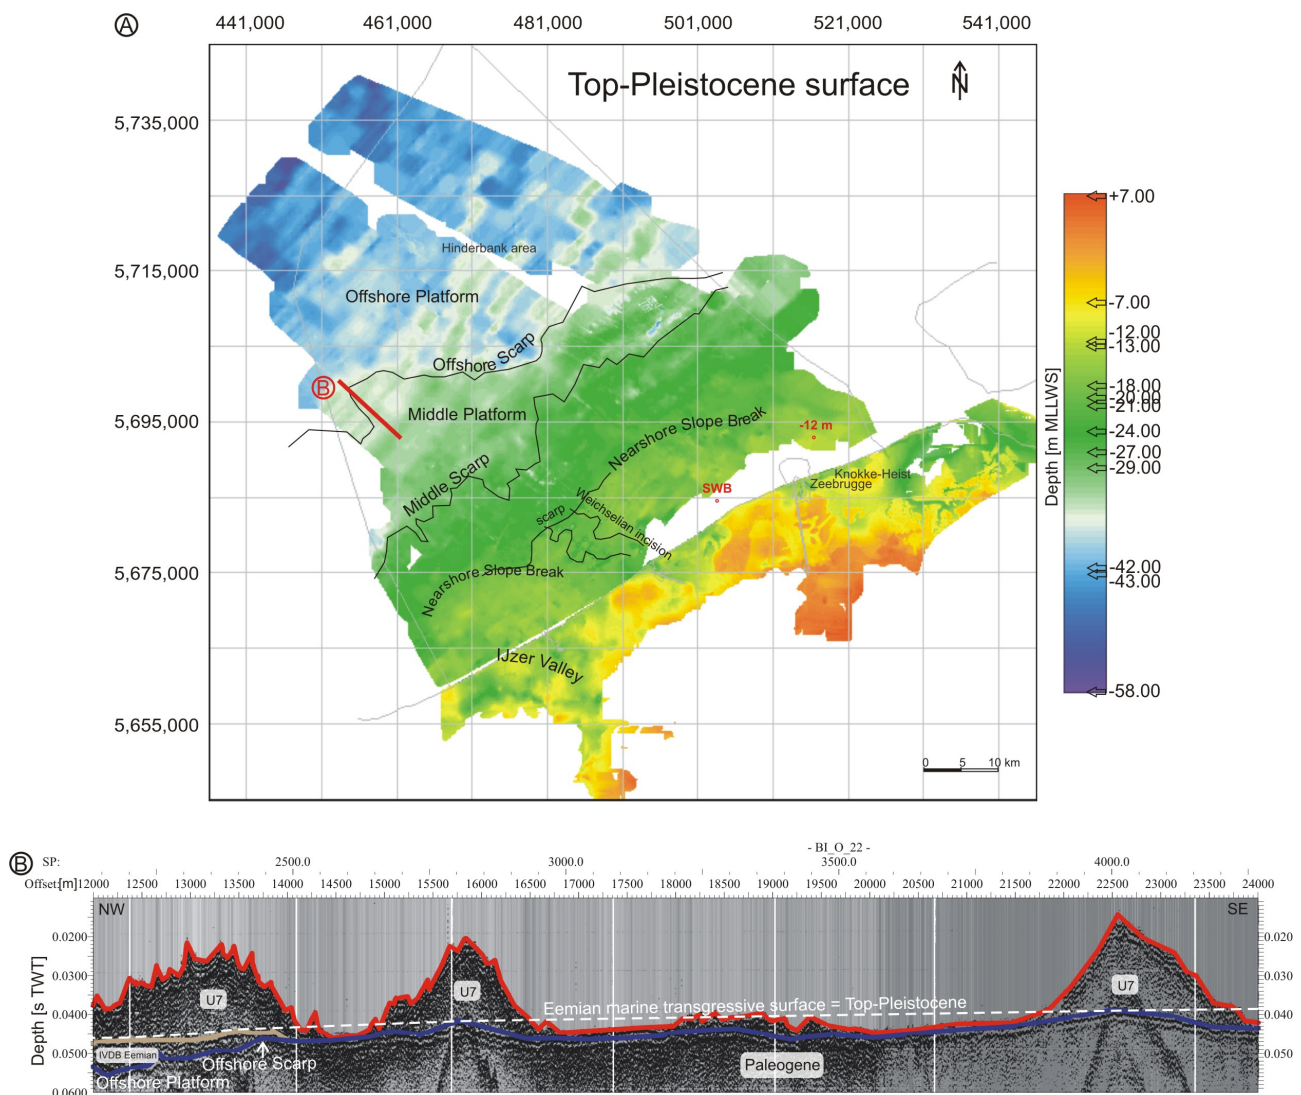 A
441,000 461,000 481,000 501,000 521,000 541,000
Top-Pleistocene surface
N
5,735,000
5,715,000
5,695,000
5,675,000
5,655,000
Hinderbank area
Offshore Platform
Offshore Scarp
B
Middle Platform
Nearshore Slope Break
-12 m
Middle Scarp
Knokke-Heist
Zeebrugge
SWB
Weichselian incision
scarp
Nearshore Slope Break
IJzer Valley
0 5 10 km
Depth [m MLLWS]
+7.00
-7.00
-12.00
-13.00
-18.00
-21.00
-24.00
-27.00
-29.00
-42.00
-43.00
-58.00
B
- BI_O_22 -
SP: 2500.0 3000.0 3500.0 4000.0
Offset:[m] 12000 12500 13000 13500 14000 14500 15000 15500 16000 16500 17000 17500 18000 18500 19000 19500 20500 21000 21500 22000 22500 23000 23500 24000
NW SE
Depth [s TWT]
0.0200 0.020
0.0300 0.030
0.0400 0.040
0.0500 0.050
0.0600
U7
U7
U7
Eemian marine transgressive surface = Top-Pleistocene
IVDB Eemian
Offshore Scarp
Paleogene
Offshore Platform